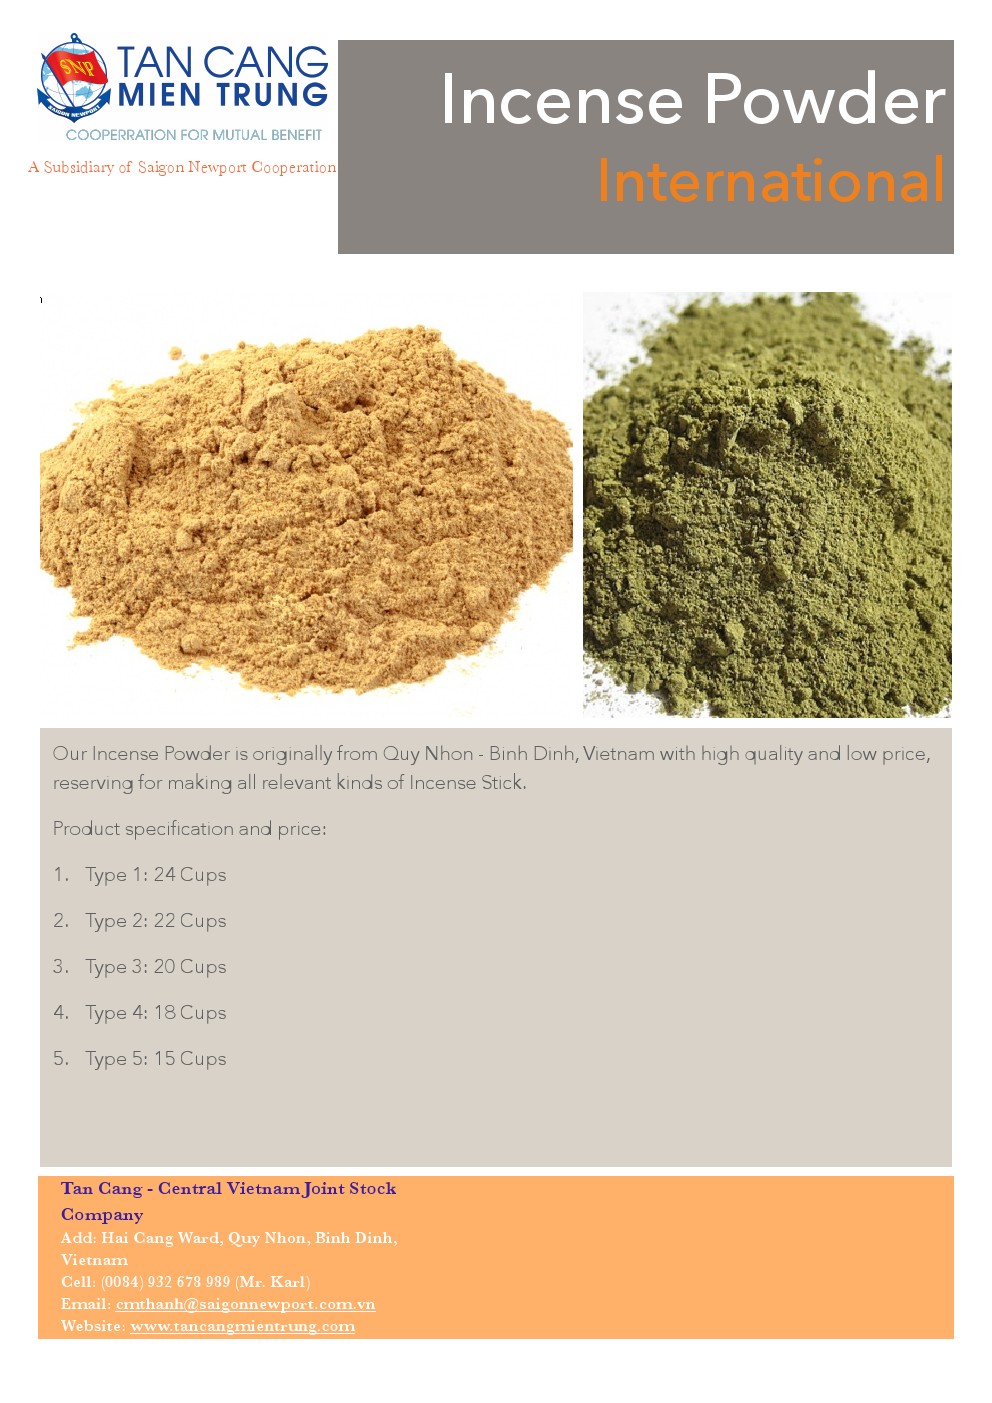 SNP
SAIGON NEWPORT
TAN CANG
MIEN TRUNG
COOPERRATION FOR MUTUAL BENEFIT
A Subsidiary of Saigon Newport Cooperation
Incense Powder
International
Our Incense Powder is originally from Quy Nhon - Binh Dinh, Vietnam with high quality and low price,
reserving for making all relevant kinds of Incense Stick.
Product specification and price:
1. Type 1: 24 Cups
2. Type 2: 22 Cups
3. Type 3: 20 Cups
4. Type 4: 18 Cups
5. Type 5: 15 Cups
Tan Cang - Central Vietnam Joint Stock
Company
Add: Hai Cang Ward, Quy Nhon, Binh Dinh,
Vietnam
Cell: (0084) 932 678 989 (Mr. Karl)
Email: cmthanh@saigonnewport.com.vn
Website: www.tancangmientrung.com